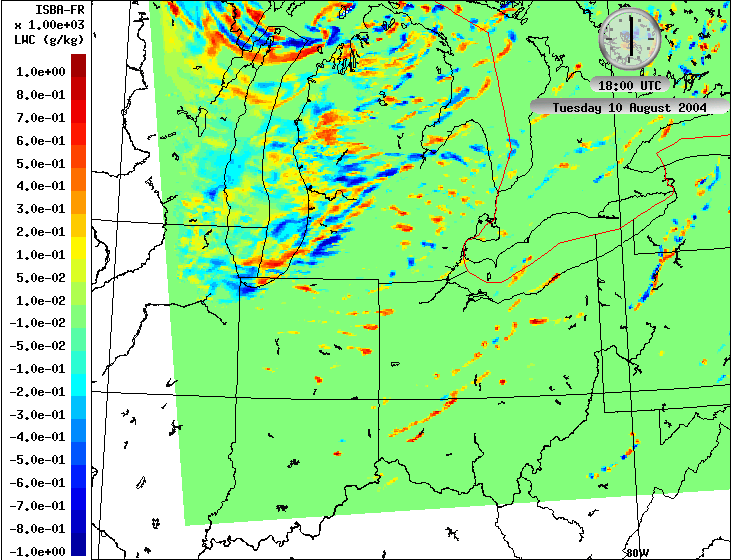 ISBA-FR
x 1,00e+03
LWC (g/kg)
1.0e+00
8.0e-01
7.0e-01
6.0e-01
5.0e-01
4.0e-01
3.0e-01
2.0e-01
1.0e-01
5.0e-02
1.0e-02
-1.0e-02
-5.0e-02
-1.0e-01
-2.0e-01
-3.0e-01
-4.0e-01
-5.0e-01
-6.0e-01
-7.0e-01
-8.0e-01
-1.0e+00
18:00 UTC
Tuesday 10 August 2004
80W